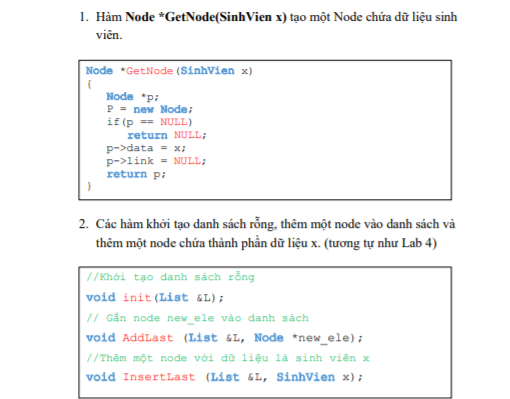 1. Hàm Node *GetNode(SinhVien x) tạo một Node chứa dữ liệu sinh
viên.
Node *GetNode(SinhVien x)
{
Node *p;
P = new Node;
if(p == NULL)
return NULL;
p->data = x;
p->link = NULL;
return p;
}
2. Các hàm khởi tạo danh sách rỗng, thêm một node vào danh sách và
thêm một node chứa thành phần dữ liệu x. (tương tự như Lab 4)
//Khởi tạo danh sách rỗng
void init(List &L);
// Gắn node new_ele vào danh sách
void AddLast (List &L, Node *new_ele);
//Thêm một node với dữ liệu là sinh viên x
void InsertLast (List &L, SinhVien x);